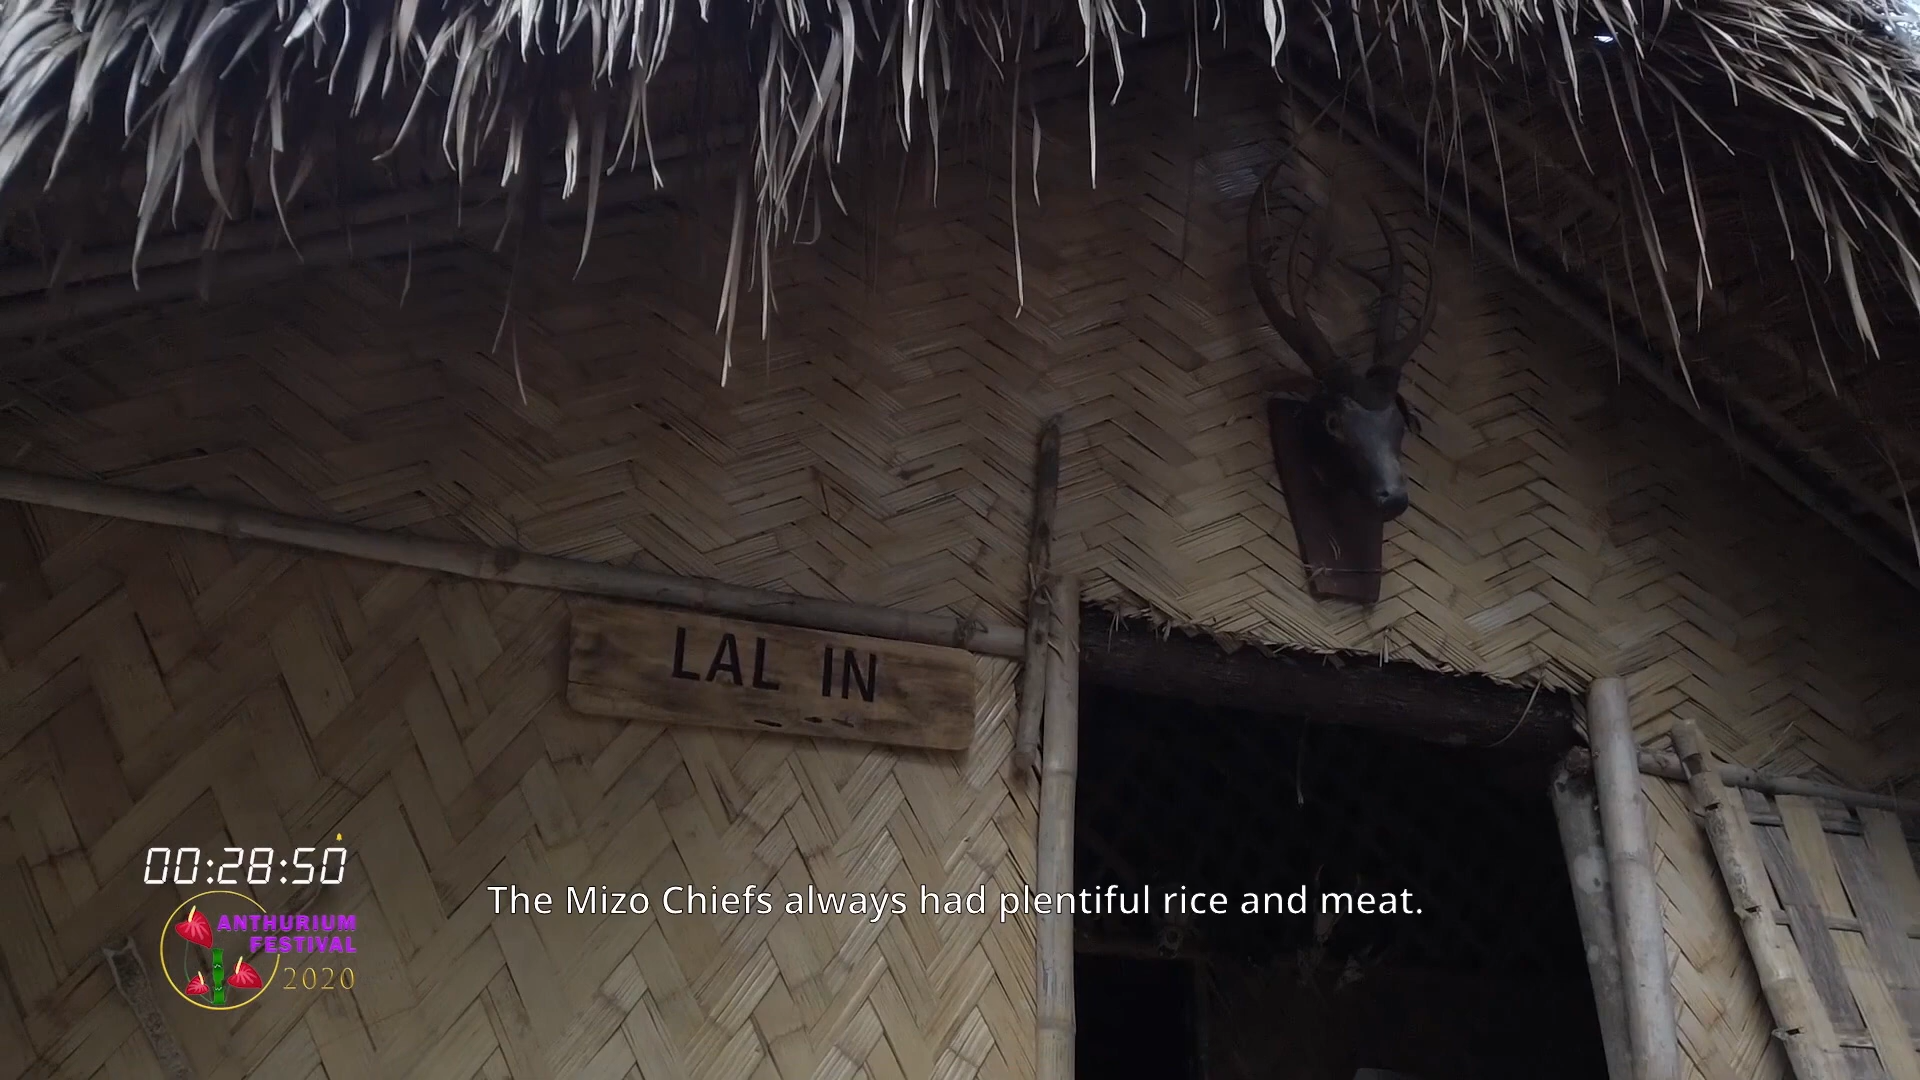 LAL IN
00:28:50
The Mizo Chiefs always had plentiful rice and meat.
ANTHURIUM
FESTIVAL
2020